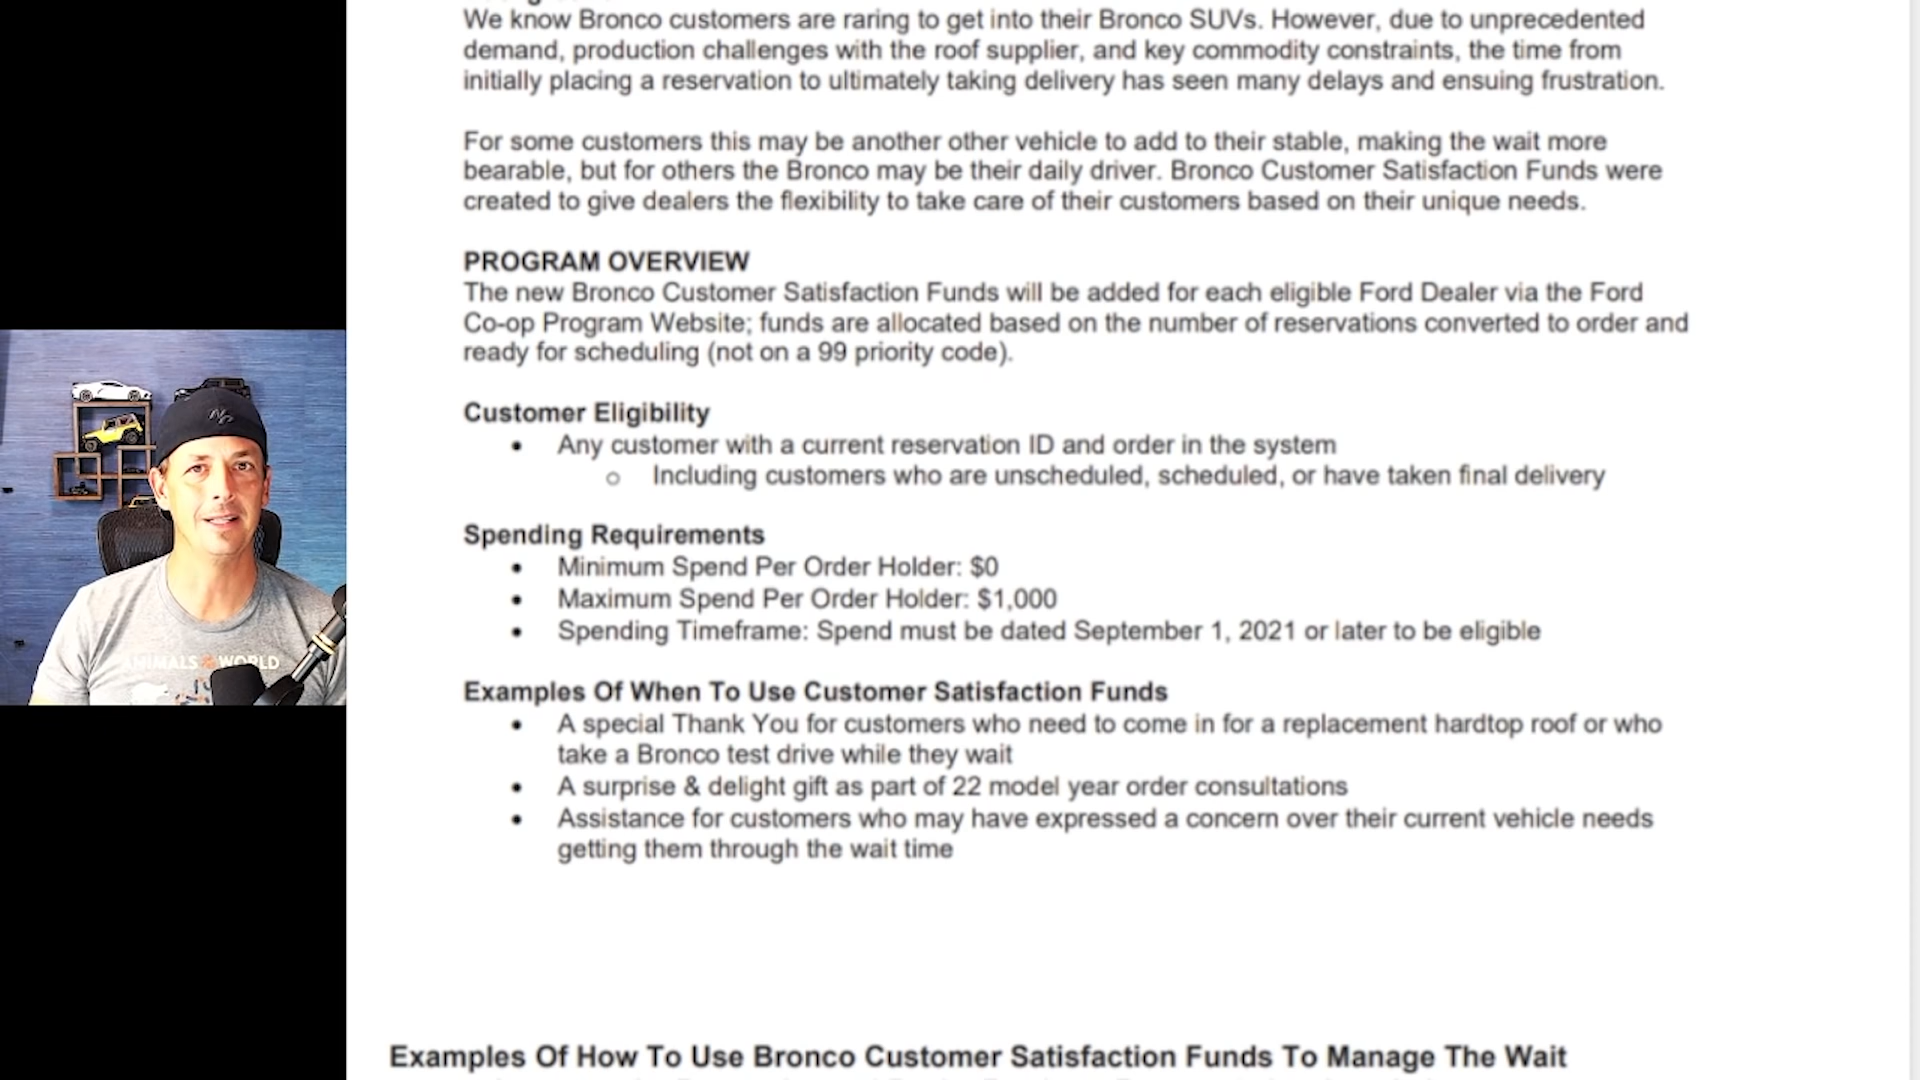 We know Bronco customers are raring to get into their Bronco SUVs. However, due to unprecedented
demand, production challenges with the roof supplier, and key commodity constraints, the time from
initially placing a reservation to ultimately taking delivery has seen many delays and ensuing frustration.
For some customers this may be another other vehicle to add to their stable, making the wait more
bearable, but for others the Bronco may be their daily driver. Bronco Customer Satisfaction Funds were
created to give dealers the flexibility to take care of their customers based on their unique needs.
PROGRAM OVERVIEW
The new Bronco Customer Satisfaction Funds will be added for each eligible Ford Dealer via the Ford
Co-op Program Website; funds are allocated based on the number of reservations converted to order and
ready for scheduling (not on a 99 priority code).
Customer Eligibility
• Any customer with a current reservation ID and order in the system
o Including customers who are unscheduled, scheduled, or have taken final delivery
Spending Requirements
• Minimum Spend Per Order Holder: $0
• Maximum Spend Per Order Holder: $1,000
• Spending Timeframe: Spend must be dated September 1, 2021 or later to be eligible
Examples Of When To Use Customer Satisfaction Funds
• A special Thank You for customers who need to come in for a replacement hardtop roof or who
take a Bronco test drive while they wait
• A surprise & delight gift as part of 22 model year order consultations
• Assistance for customers who may have expressed a concern over their current vehicle needs
getting them through the wait time
Examples Of How To Use Bronco Customer Satisfaction Funds To Manage The Wait
ANIMALS WORLD